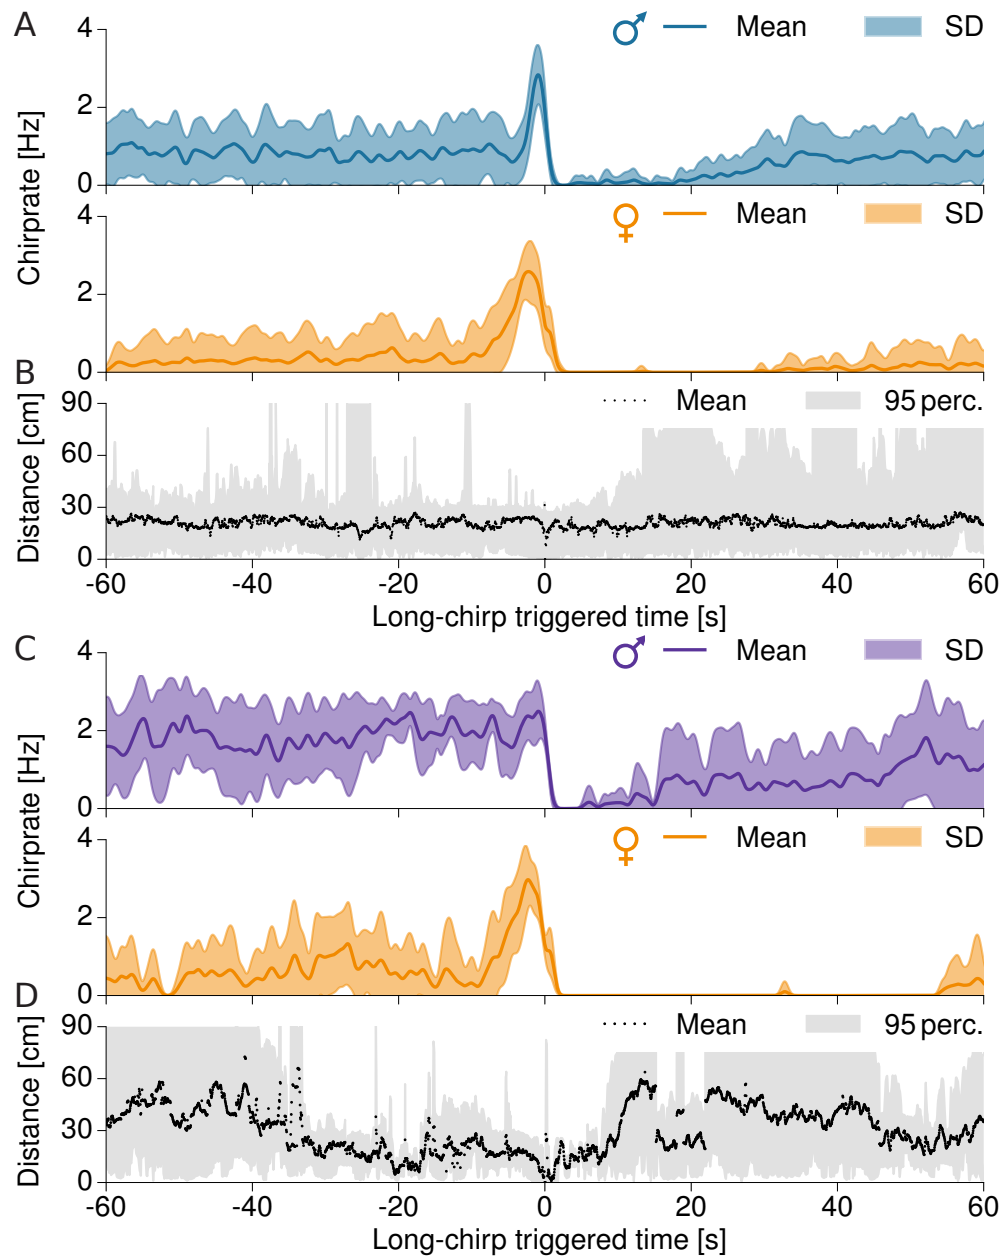 A
4
♂ Mean SD
2
0
Chirprate [Hz]
4
♀ Mean SD
2
0
B
90
Mean 95 perc.
60
30
0
Distance [cm]
-60 -40 -20 0 20 40 60
Long-chirp triggered time [s]
C
4
♂ Mean SD
2
0
Chirprate [Hz]
4
♀ Mean SD
2
0
D
90
Mean 95 perc.
60
30
0
Distance [cm]
-60 -40 -20 0 20 40 60
Long-chirp triggered time [s]